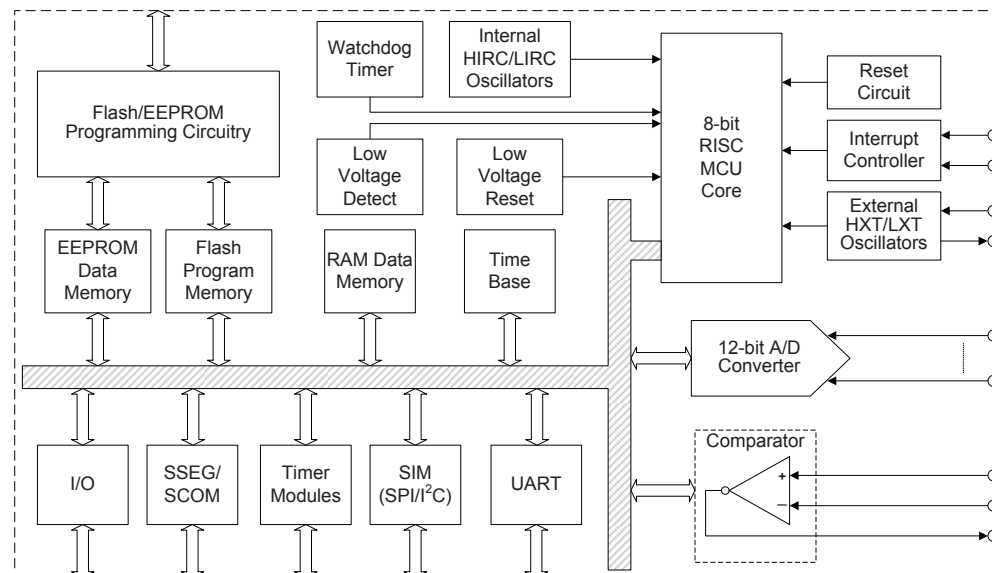 Watchdog
Timer
Internal
HIRC/LIRC
Oscillators
Flash/EEPROM
Programming Circuitry
8-bit
RISC
MCU
Core
Reset
Circuit
Low
Voltage
Detect
Low
Voltage
Reset
Interrupt
Controller
External
HXT/LXT
Oscillators
EEPROM
Data
Memory
Flash
Program
Memory
RAM Data
Memory
Time
Base
12-bit A/D
Converter
Comparator
+
−
I/O
SSEG/
SCOM
Timer
Modules
SIM
(SPI/I²C)
UART